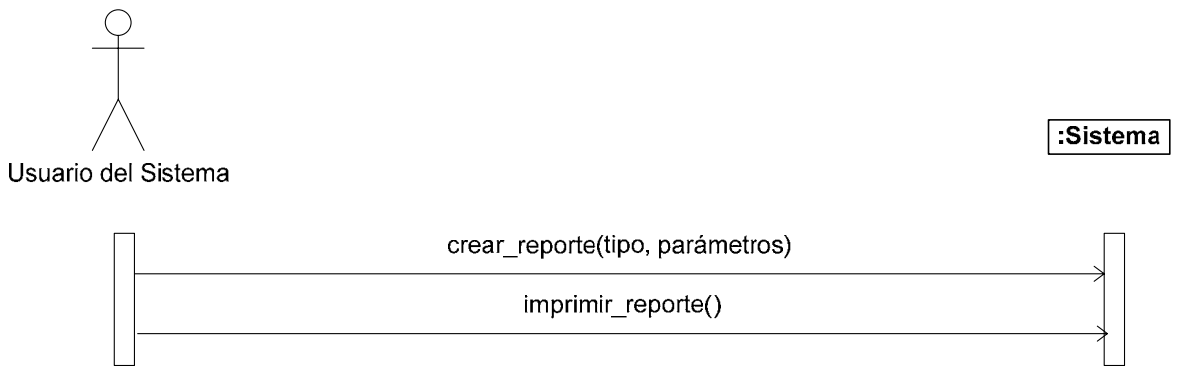 :Sistema
Usuario del Sistema
crear_reporte(tipo, parámetros)
imprimir_reporte()